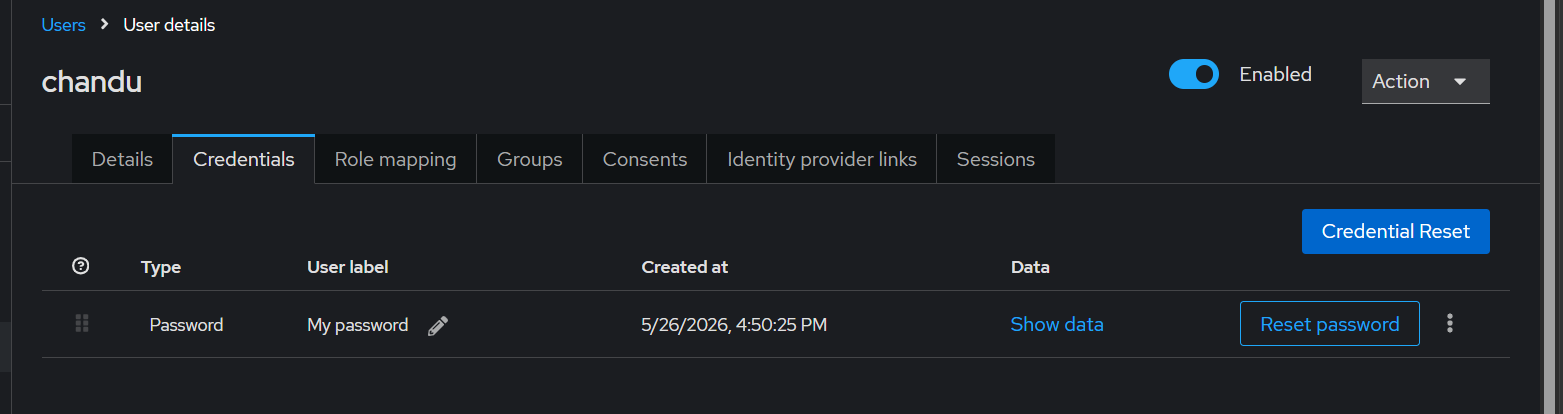 Users > User details
chandu
Enabled
Action
Details Credentials Role mapping Groups Consents Identity provider links Sessions
Credential Reset
Type User label Created at Data
Password My password 5/26/2026, 4:50:25 PM Show data Reset password